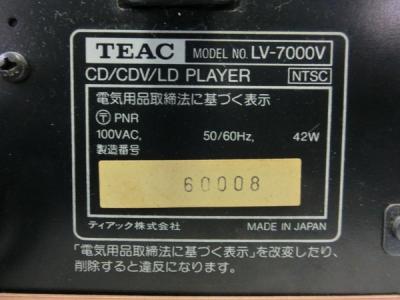 TEAC MODEL NO. LV-7000V
CD/CDV/LD PLAYER NTSC
電気用品取締法に基づく表示
〒 PNR
100VAC, 50/60Hz, 42W
製造番号
60008
ティアック株式会社 MADE IN JAPAN
「電気用品取締法に基づく表示」を改変したり、
削除すると違反になります。